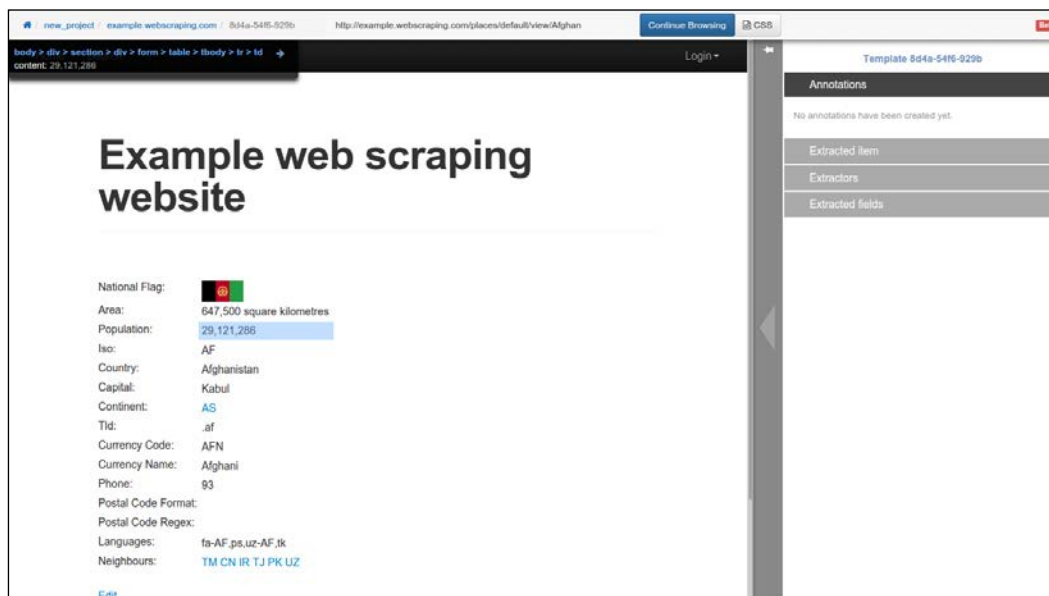 new_project / example.webscraping.com / 8d4a-54f6-929b
http://example.webscraping.com/places/default/view/Afghan
Continue Browsing
CSS
body > div > section > div > form > table > tbody > tr > td
content: 29,121,286
Login
Template 8d4a-54f6-929b
Annotations
No annotations have been created yet.
Extracted item
Extractors
Extracted fields
Example web scraping
website
National Flag:
Area: 647,500 square kilometres
Population: 29,121,286
Iso: AF
Country: Afghanistan
Capital: Kabul
Continent: AS
Tld: .af
Currency Code: AFN
Currency Name: Afghani
Phone: 93
Postal Code Format:
Postal Code Regex:
Languages: fa-AF,ps,uz-AF,tk
Neighbours: TM CN IR TJ PK UZ
Edit